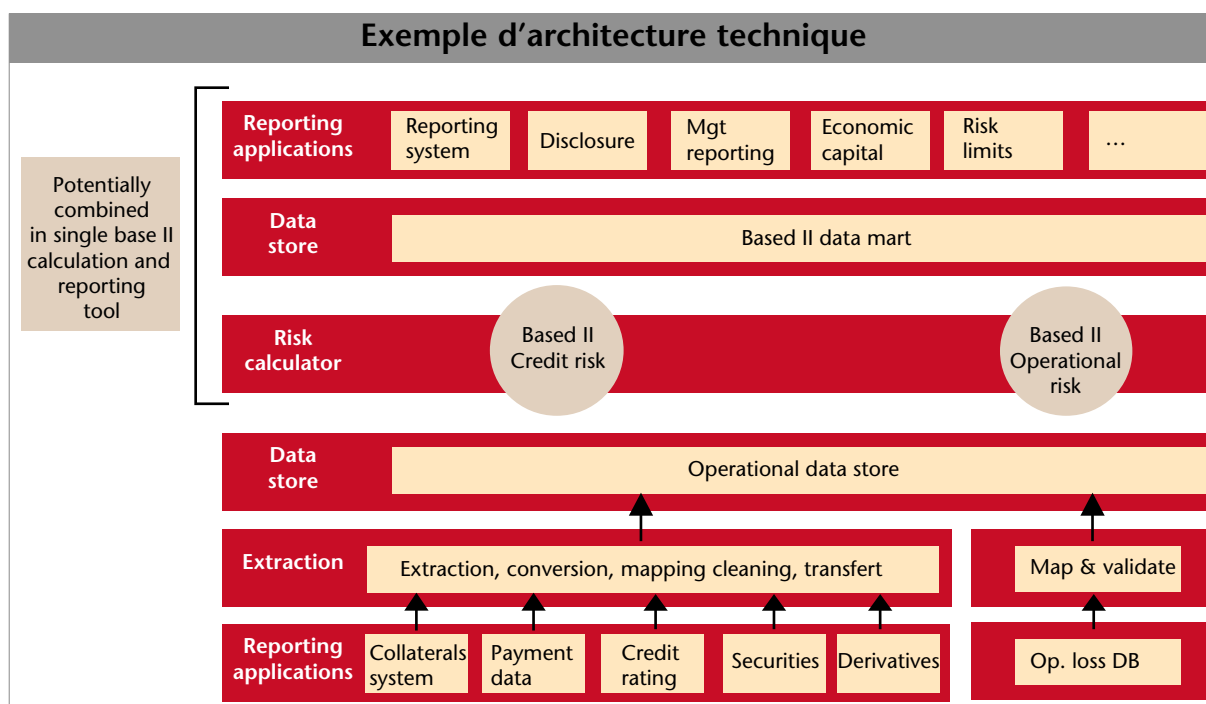 Exemple d’architecture technique
Reporting
applications
Reporting
system
Disclosure
Mgt
reporting
Economic
capital
Risk
limits
...
Potentially
combined
in single base II
calculation and
reporting
tool
Data
store
Based II data mart
Risk
calculator
Based II
Credit risk
Based II
Operational
risk
Data
store
Operational data store
Extraction
Extraction, conversion, mapping cleaning, transfert
Map & validate
Reporting
applications
Collaterals
system
Payment
data
Credit
rating
Securities
Derivatives
Op. loss DB